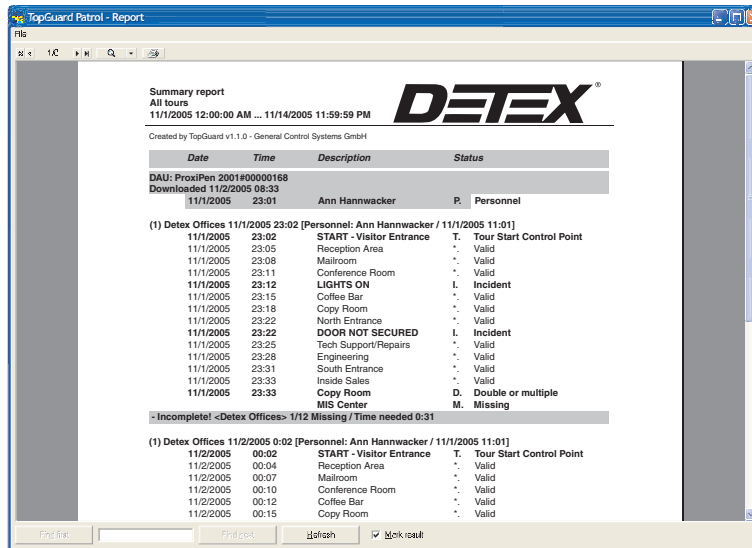 TopGuard Patrol - Report
File
1/2
Summary report
All tours
11/1/2005 12:00:00 AM ... 11/14/2005 11:59:59 PM
DETEX®
Created by TopGuard v1.1.0 - General Control Systems GmbH
Date Time Description Status
DAU: ProxiPen 2001#00000168
Downloaded 11/2/2005 08:33
11/1/2005 23:01 Ann Hannwacker P. Personnel
(1) Detex Offices 11/1/2005 23:02 [Personnel: Ann Hannwacker / 11/1/2005 11:01]
11/1/2005 23:02 START - Visitor Entrance T. Tour Start Control Point
11/1/2005 23:05 Reception Area *. Valid
11/1/2005 23:08 Mailroom *. Valid
11/1/2005 23:11 Conference Room *. Valid
11/1/2005 23:12 LIGHTS ON I. Incident
11/1/2005 23:15 Coffee Bar *. Valid
11/1/2005 23:18 Copy Room *. Valid
11/1/2005 23:22 North Entrance *. Valid
11/1/2005 23:22 DOOR NOT SECURED I. Incident
11/1/2005 23:25 Tech Support/Repairs *. Valid
11/1/2005 23:28 Engineering *. Valid
11/1/2005 23:31 South Entrance *. Valid
11/1/2005 23:33 Inside Sales *. Valid
11/1/2005 23:33 Copy Room D. Double or multiple
MIS Center M. Missing
- Incomplete! <Detex Offices> 1/12 Missing / Time needed 0:31
(1) Detex Offices 11/2/2005 0:02 [Personnel: Ann Hannwacker / 11/1/2005 11:01]
11/2/2005 00:02 START - Visitor Entrance T. Tour Start Control Point
11/2/2005 00:04 Reception Area *. Valid
11/2/2005 00:07 Mailroom *. Valid
11/2/2005 00:10 Conference Room *. Valid
11/2/2005 00:12 Coffee Bar *. Valid
11/2/2005 00:15 Copy Room *. Valid
Find first Find next Refresh Mark result